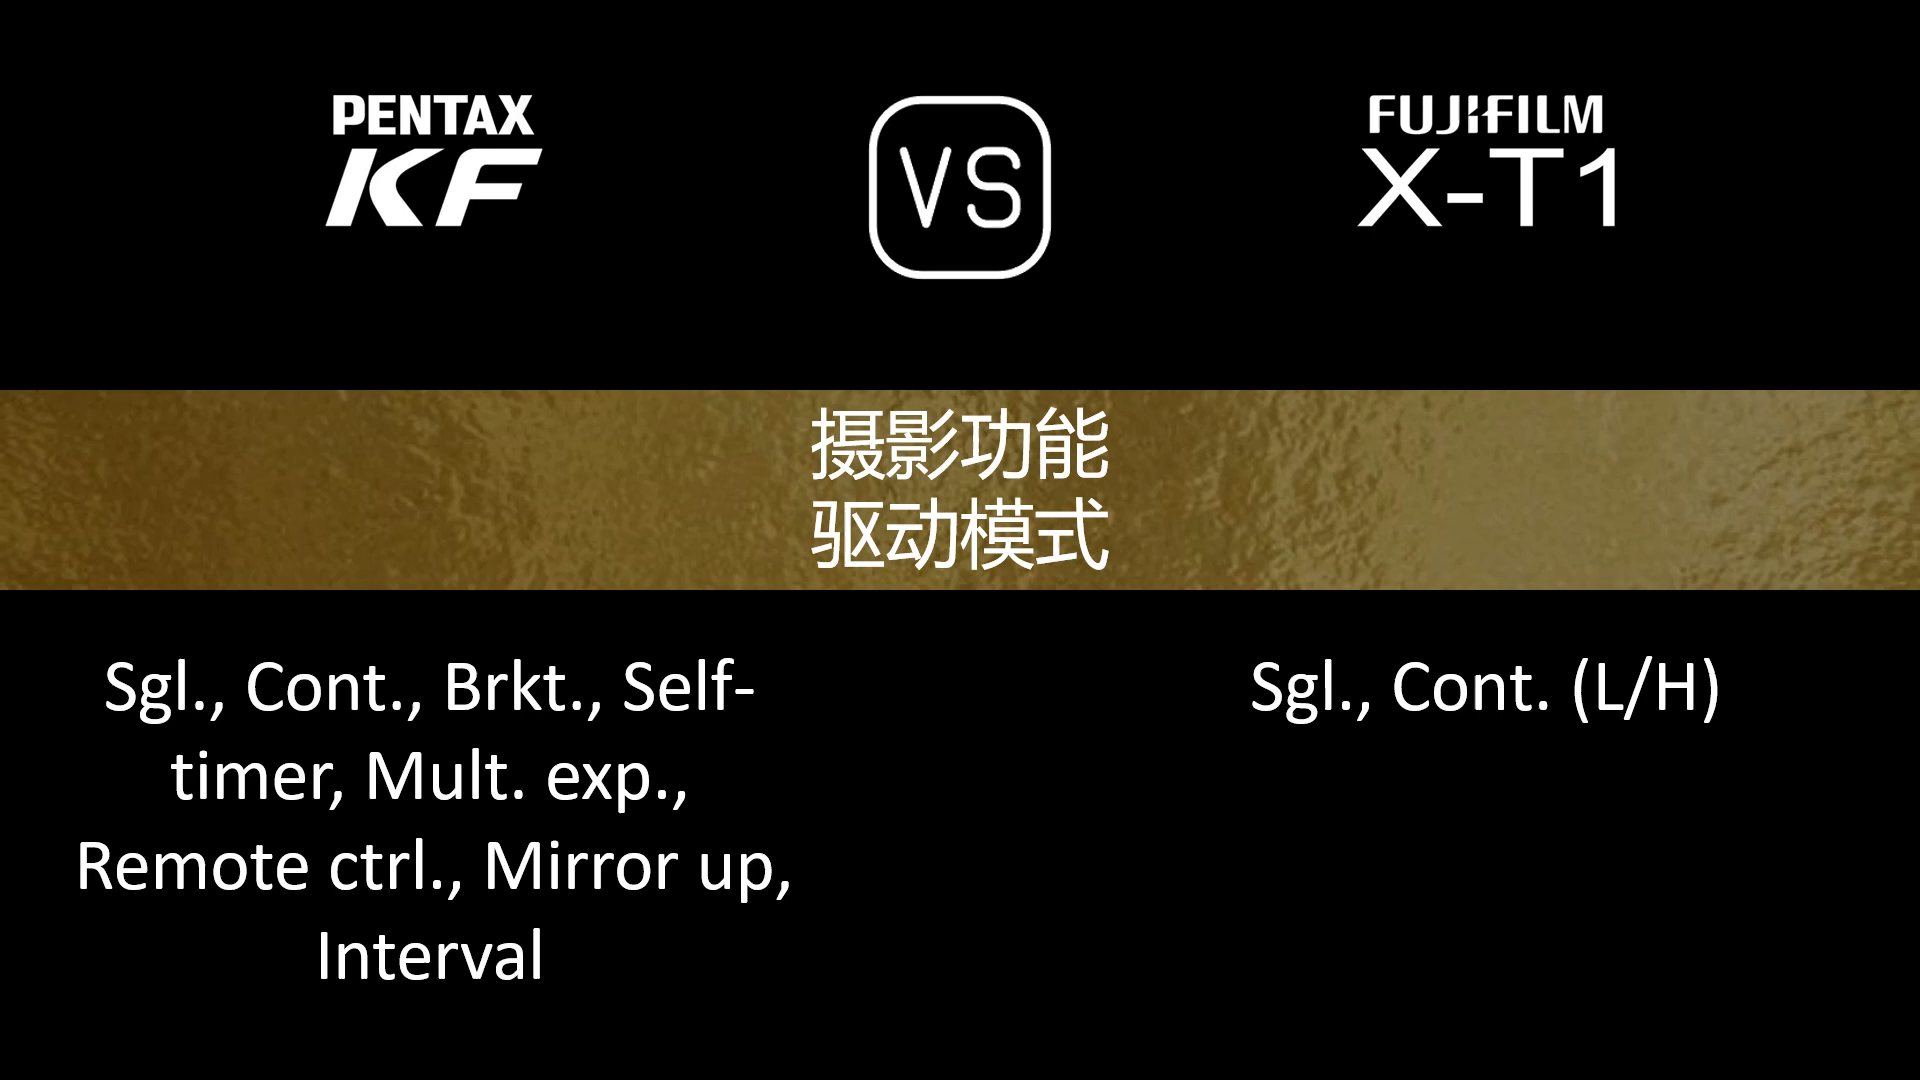 PENTAX
KF
VS
FUJIFILM
X-T1
摄影功能
驱动模式
Sgl., Cont., Brkt., Self-
timer, Mult. exp.,
Remote ctrl., Mirror up,
Interval
Sgl., Cont. (L/H)